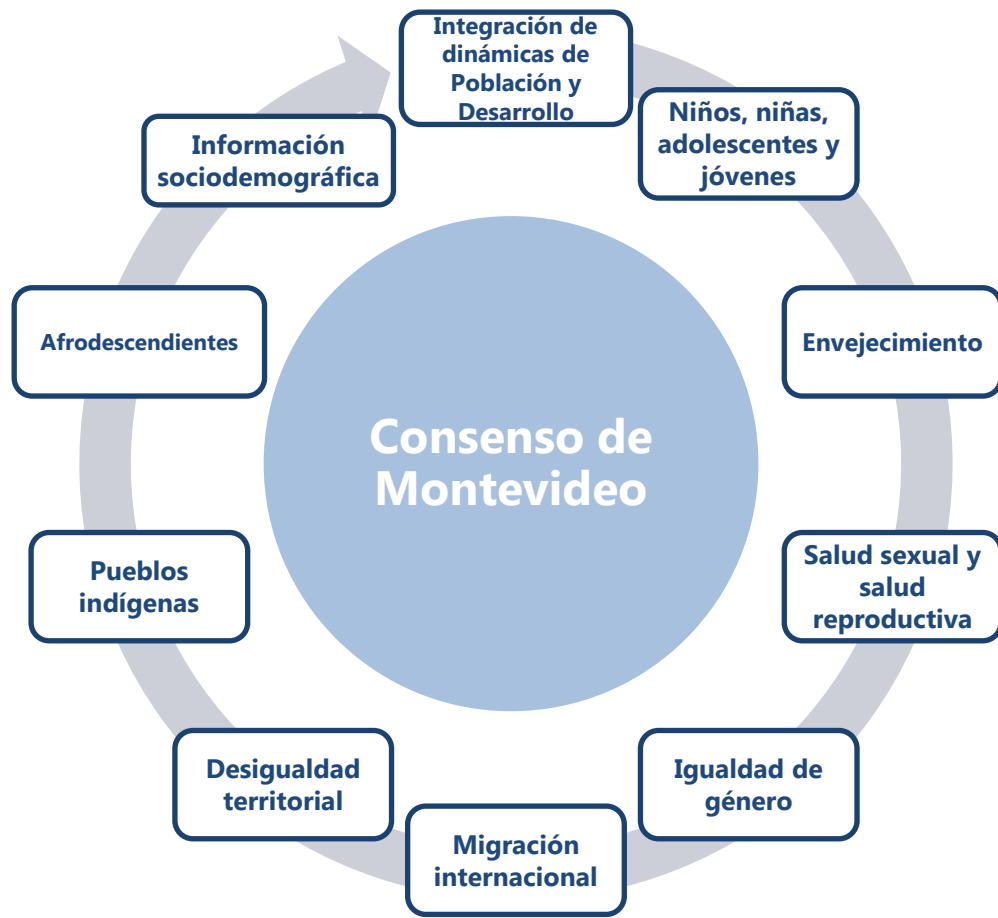 Integración de
dinámicas de
Población y
Desarrollo
Niños, niñas,
adolescentes y
jóvenes
Envejecimiento
Salud sexual y
salud
reproductiva
Igualdad de
género
Migración
internacional
Desigualdad
territorial
Pueblos
indígenas
Afrodescendientes
Información
sociodemográfica
Consenso de
Montevideo